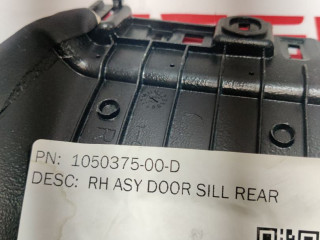 PN: 1050375-00-D
DESC: RH ASY DOOR SILL REAR